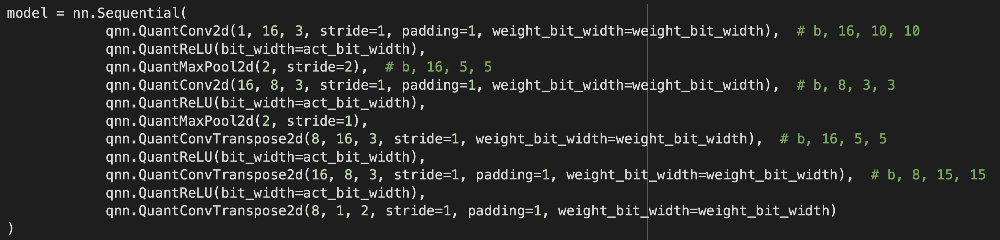 model = nn.Sequential(
            qnn.QuantConv2d(1, 16, 3, stride=1, padding=1, weight_bit_width=weight_bit_width),  # b, 16, 10, 10
            qnn.QuantReLU(bit_width=act_bit_width),
            qnn.QuantMaxPool2d(2, stride=2),  # b, 16, 5, 5
            qnn.QuantConv2d(16, 8, 3, stride=1, padding=1, weight_bit_width=weight_bit_width),  # b, 8, 3, 3
            qnn.QuantReLU(bit_width=act_bit_width),
            qnn.QuantMaxPool2d(2, stride=1),
            qnn.QuantConvTranspose2d(8, 16, 3, stride=1, weight_bit_width=weight_bit_width),  # b, 16, 5, 5
            qnn.QuantReLU(bit_width=act_bit_width),
            qnn.QuantConvTranspose2d(16, 8, 3, stride=1, padding=1, weight_bit_width=weight_bit_width),  # b, 8, 15, 15
            qnn.QuantReLU(bit_width=act_bit_width),
            qnn.QuantConvTranspose2d(8, 1, 2, stride=1, padding=1, weight_bit_width=weight_bit_width)
)